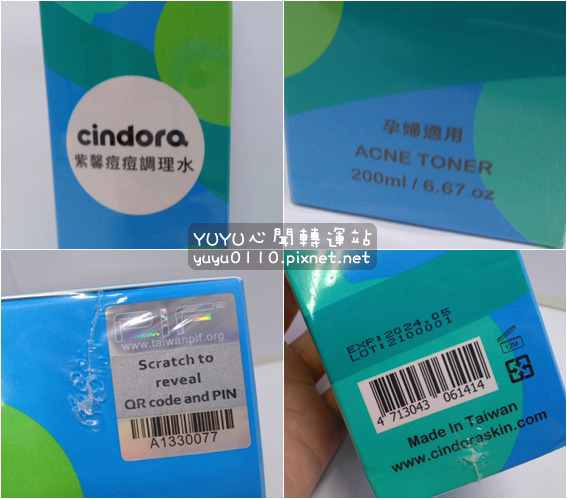 cindora
紫馨痘痘調理水
孕婦適用
ACNE TONER
200ml / 6.67 oz
YUYU心聞轉運站
yuyu0110.pixnet.net
PIF
www.taiwanpif.org
Scratch to
reveal
QR code and PIN
A1330077
EXP:2024.05
LOT:2100001
12M
4 713043 061414
Made In Taiwan
www.cindoraskin.com